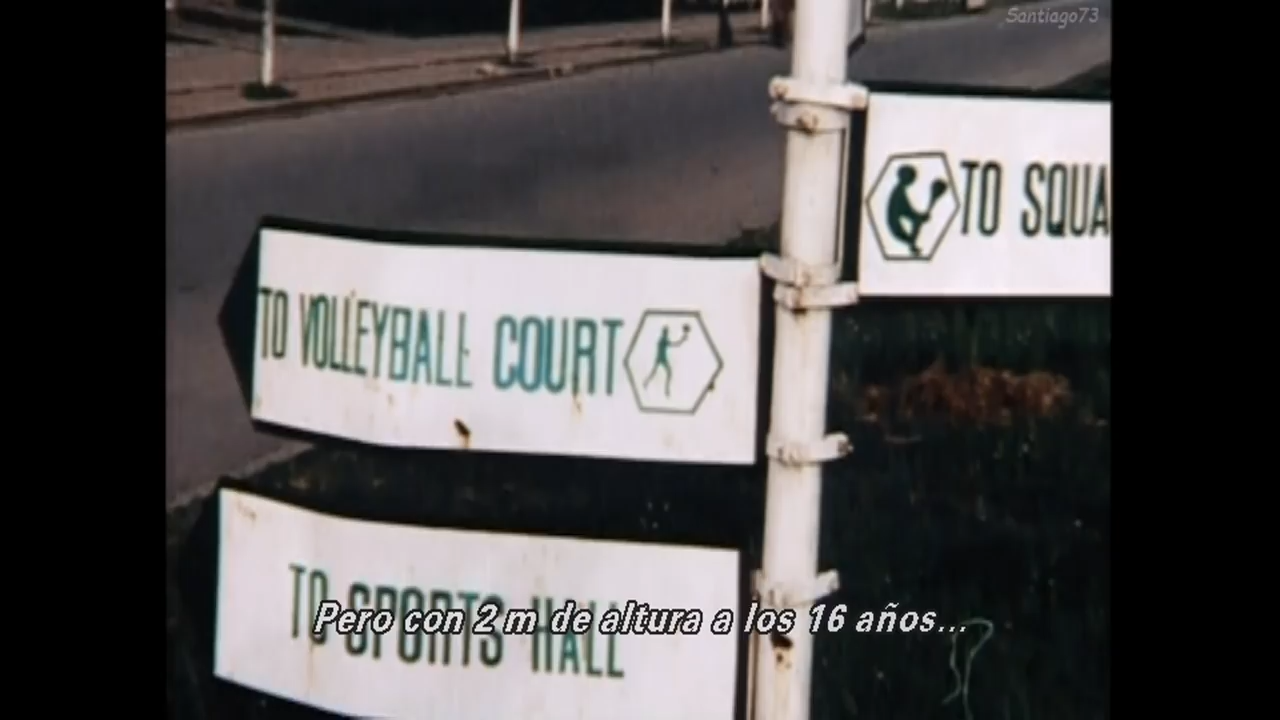 Santiago73
TO SQUA
TO VOLLEYBALL COURT
TO SPORTS HALL
Pero con 2 m de altura a los 16 años...